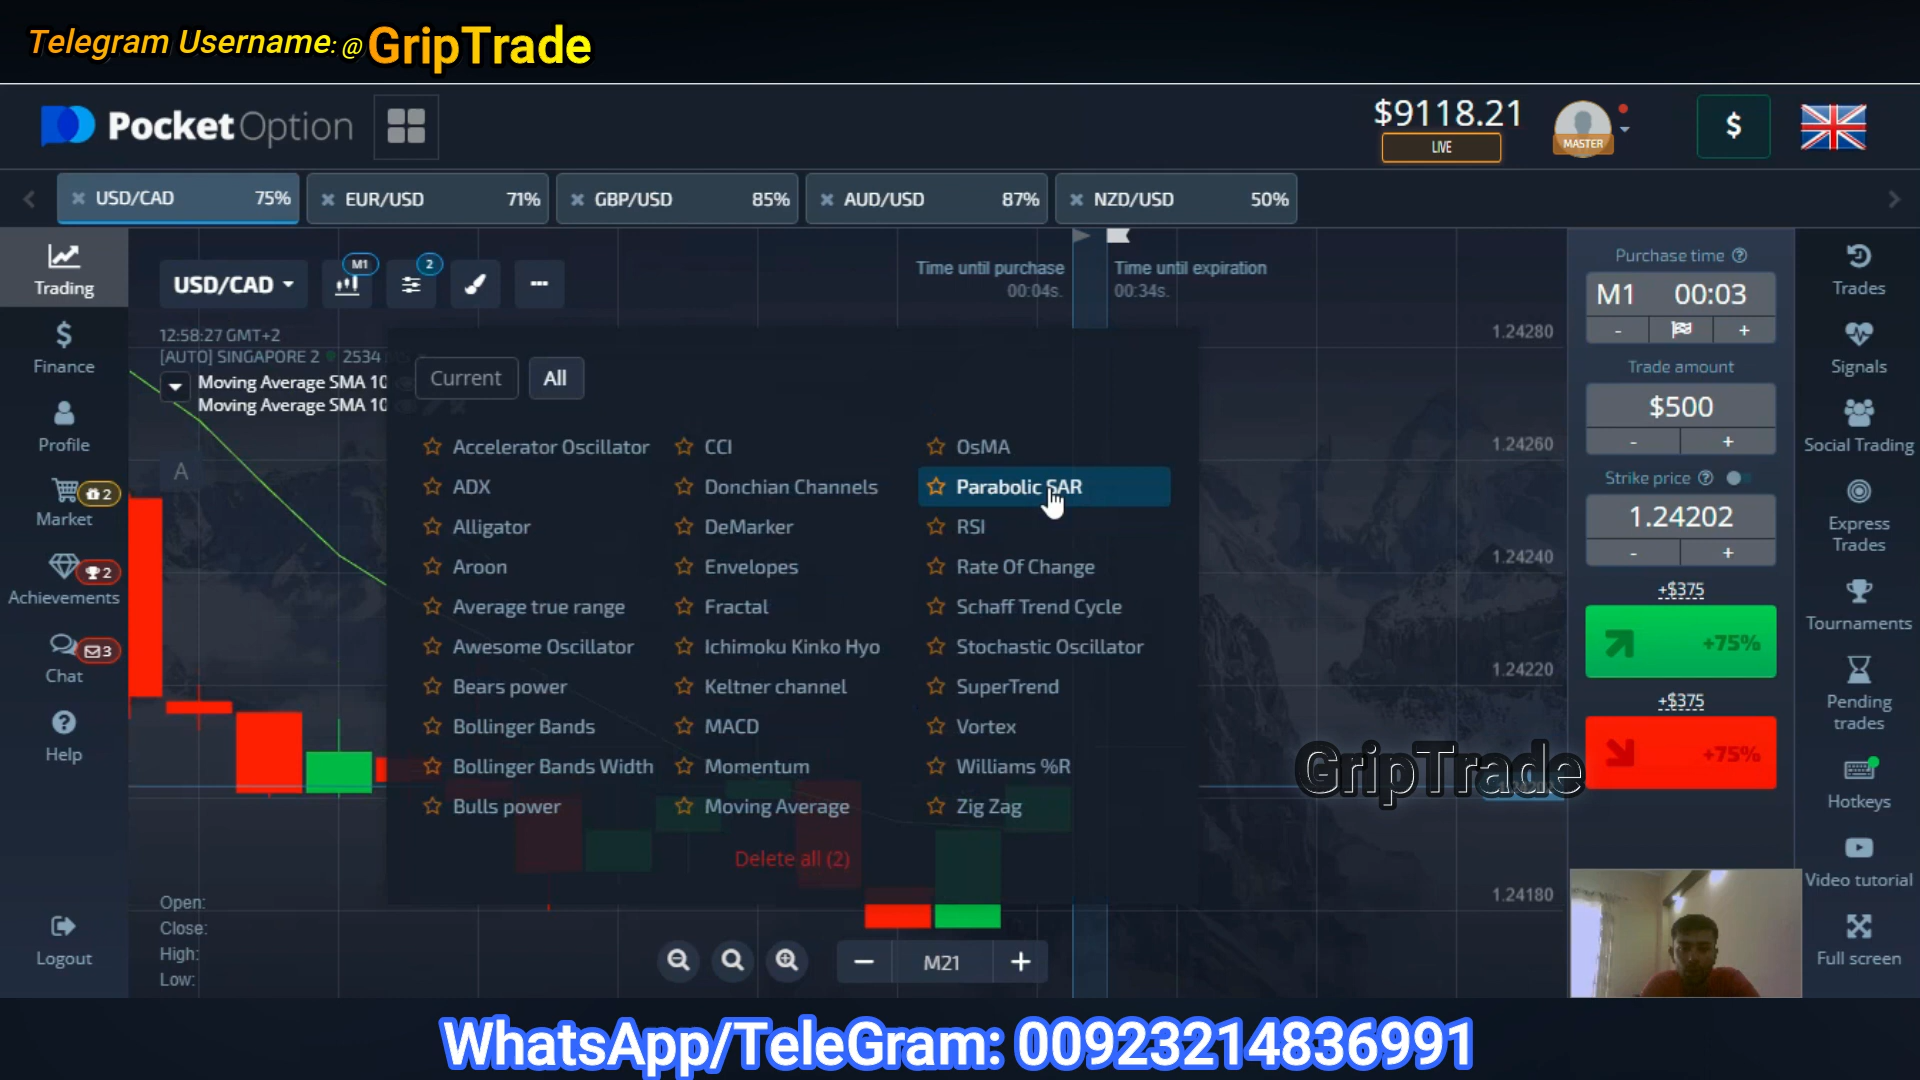 Telegram Username: @GripTrade
PocketOption
$9118.21
LIVE
MASTER
$
USD/CAD 75%
EUR/USD 71%
GBP/USD 85%
AUD/USD 87%
NZD/USD 50%
Trading
Finance
Profile
Market
2
Achievements
2
Chat
3
Help
Logout
USD/CAD
M1
2
12:58:27 GMT+2
[AUTO] SINGAPORE 2 2534
Moving Average SMA 10
Moving Average SMA 10
A
Time until purchase
00:04s.
Time until expiration
00:34s.
Current
All
Accelerator Oscillator
ADX
Alligator
Aroon
Average true range
Awesome Oscillator
Bears power
Bollinger Bands
Bollinger Bands Width
Bulls power
CCI
Donchian Channels
DeMarker
Envelopes
Fractal
Ichimoku Kinko Hyo
Keltner channel
MACD
Momentum
Moving Average
OsMA
Parabolic SAR
RSI
Rate Of Change
Schaff Trend Cycle
Stochastic Oscillator
SuperTrend
Vortex
Williams %R
Zig Zag
Delete all (2)
Open:
Close:
High:
Low:
M21
1.24280
1.24260
1.24240
1.24220
1.24180
GripTrade
Purchase time
M1 00:03
- +
Trade amount
$500
- +
Strike price
1.24202
- +
+$375
+75%
+$375
+75%
Trades
Signals
Social Trading
Express
Trades
Tournaments
Pending
trades
Hotkeys
Video tutorial
Full screen
WhatsApp/TeleGram: 00923214836991